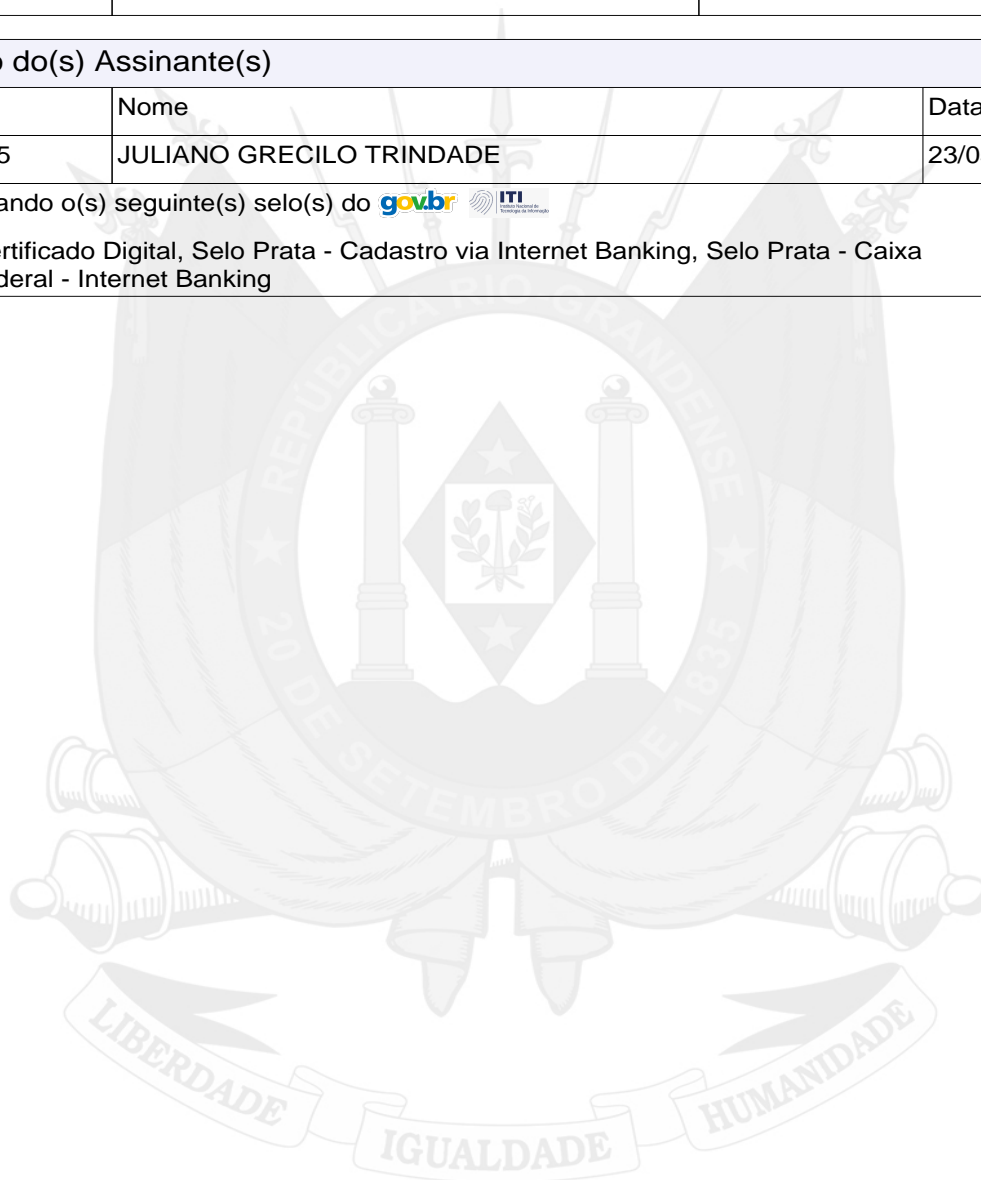 o do(s) Assinante(s)
Nome
Data
5
JULIANO GRECILO TRINDADE
23/0
ando o(s) seguinte(s) selo(s) do gov.br ITI
ertificado Digital, Selo Prata - Cadastro via Internet Banking, Selo Prata - Caixa
deral - Internet Banking
REPÚBLICA RIO GRANDENSE
20 DE SETEMBRO DE 1835
LIBERDADE
IGUALDADE
HUMANIDADE